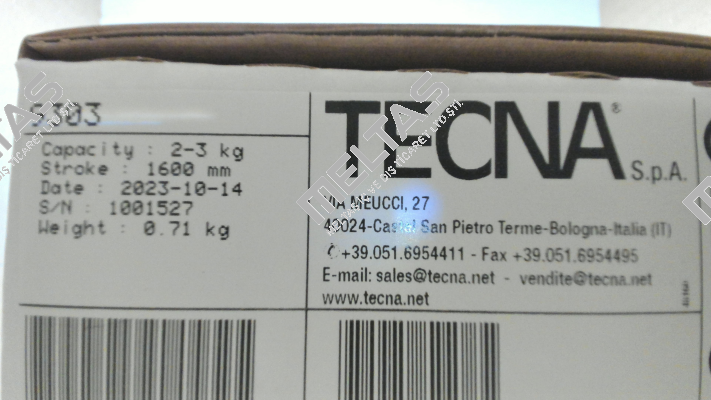 9303
Capacity : 2-3 kg
Stroke : 1600 mm
Date : 2023-10-14
S/N : 1001527
Weight : 0.71 kg
TECNA® S.p.A.
VIA MEUCCI, 27
40024-Castel San Pietro Terme-Bologna-Italia (IT)
✆+39.051.6954411 - Fax +39.051.6954495
E-mail: sales@tecna.net - vendite@tecna.net
www.tecna.net
MELTAS